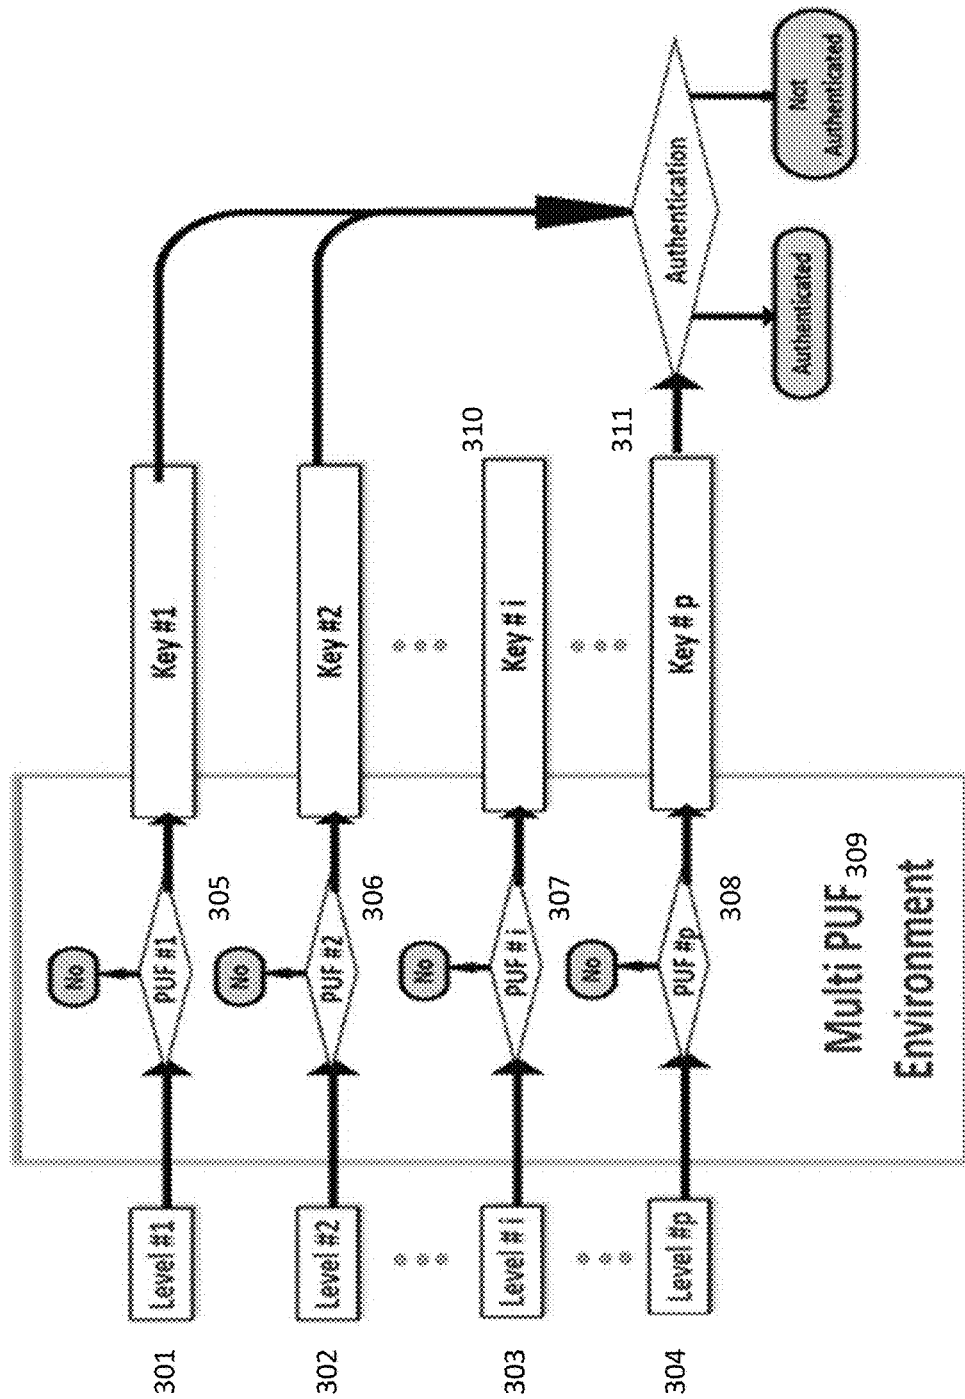 No
301
Level #1
PUF #1
Key #1
305
No
302
Level #2
PUF #2
Key #2
306
No
310
303
Level # i
PUF # i
Key # i
307
No
311
304
Level #p
PUF #p
Key # p
Authentication
308
Authenticated
Not
Authenticated
Multi PUF
309
Environment